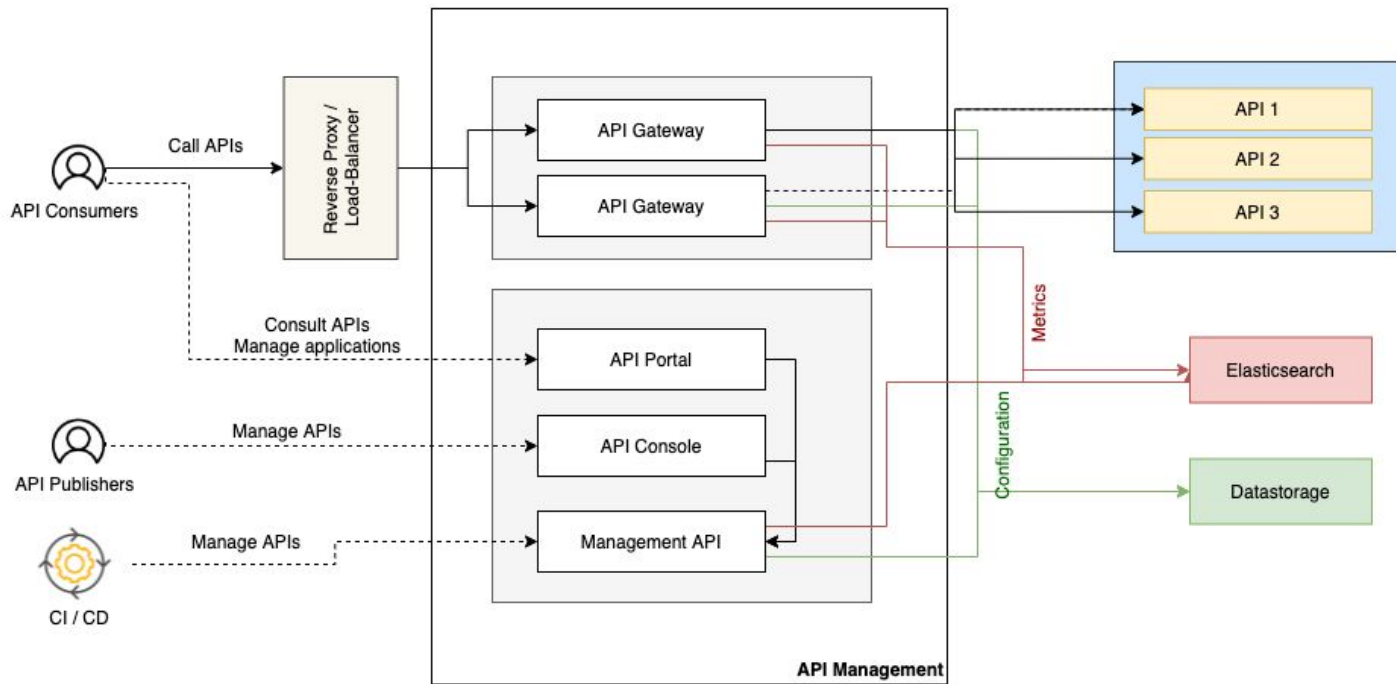 Call APIs
API Consumers
Reverse Proxy /
Load-Balancer
API Gateway
API Gateway
API 1
API 2
API 3
Consult APIs
Manage applications
API Portal
Metrics
Elasticsearch
API Publishers
Manage APIs
API Console
Configuration
Datastorage
CI / CD
Manage APIs
Management API
API Management